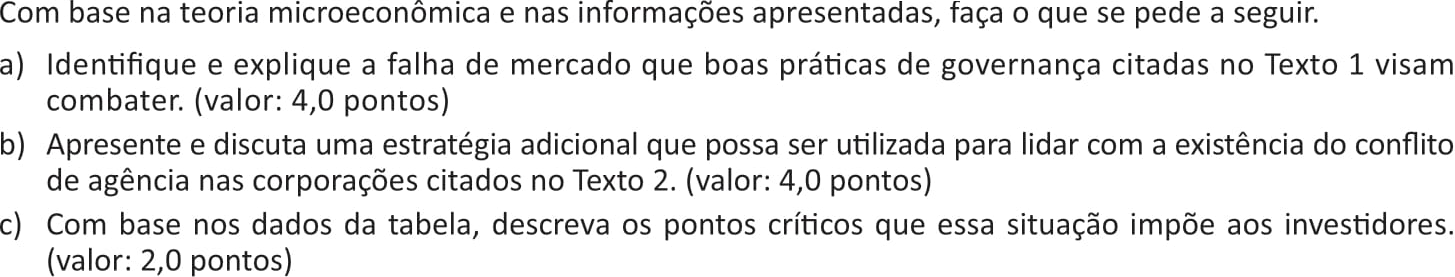 Com base na teoria microeconômica e nas informações apresentadas, faça o que se pede a seguir.
a) Identifique e explique a falha de mercado que boas práticas de governança citadas no Texto 1 visam
combater. (valor: 4,0 pontos)
b) Apresente e discuta uma estratégia adicional que possa ser utilizada para lidar com a existência do conflito
de agência nas corporações citados no Texto 2. (valor: 4,0 pontos)
c) Com base nos dados da tabela, descreva os pontos críticos que essa situação impõe aos investidores.
(valor: 2,0 pontos)